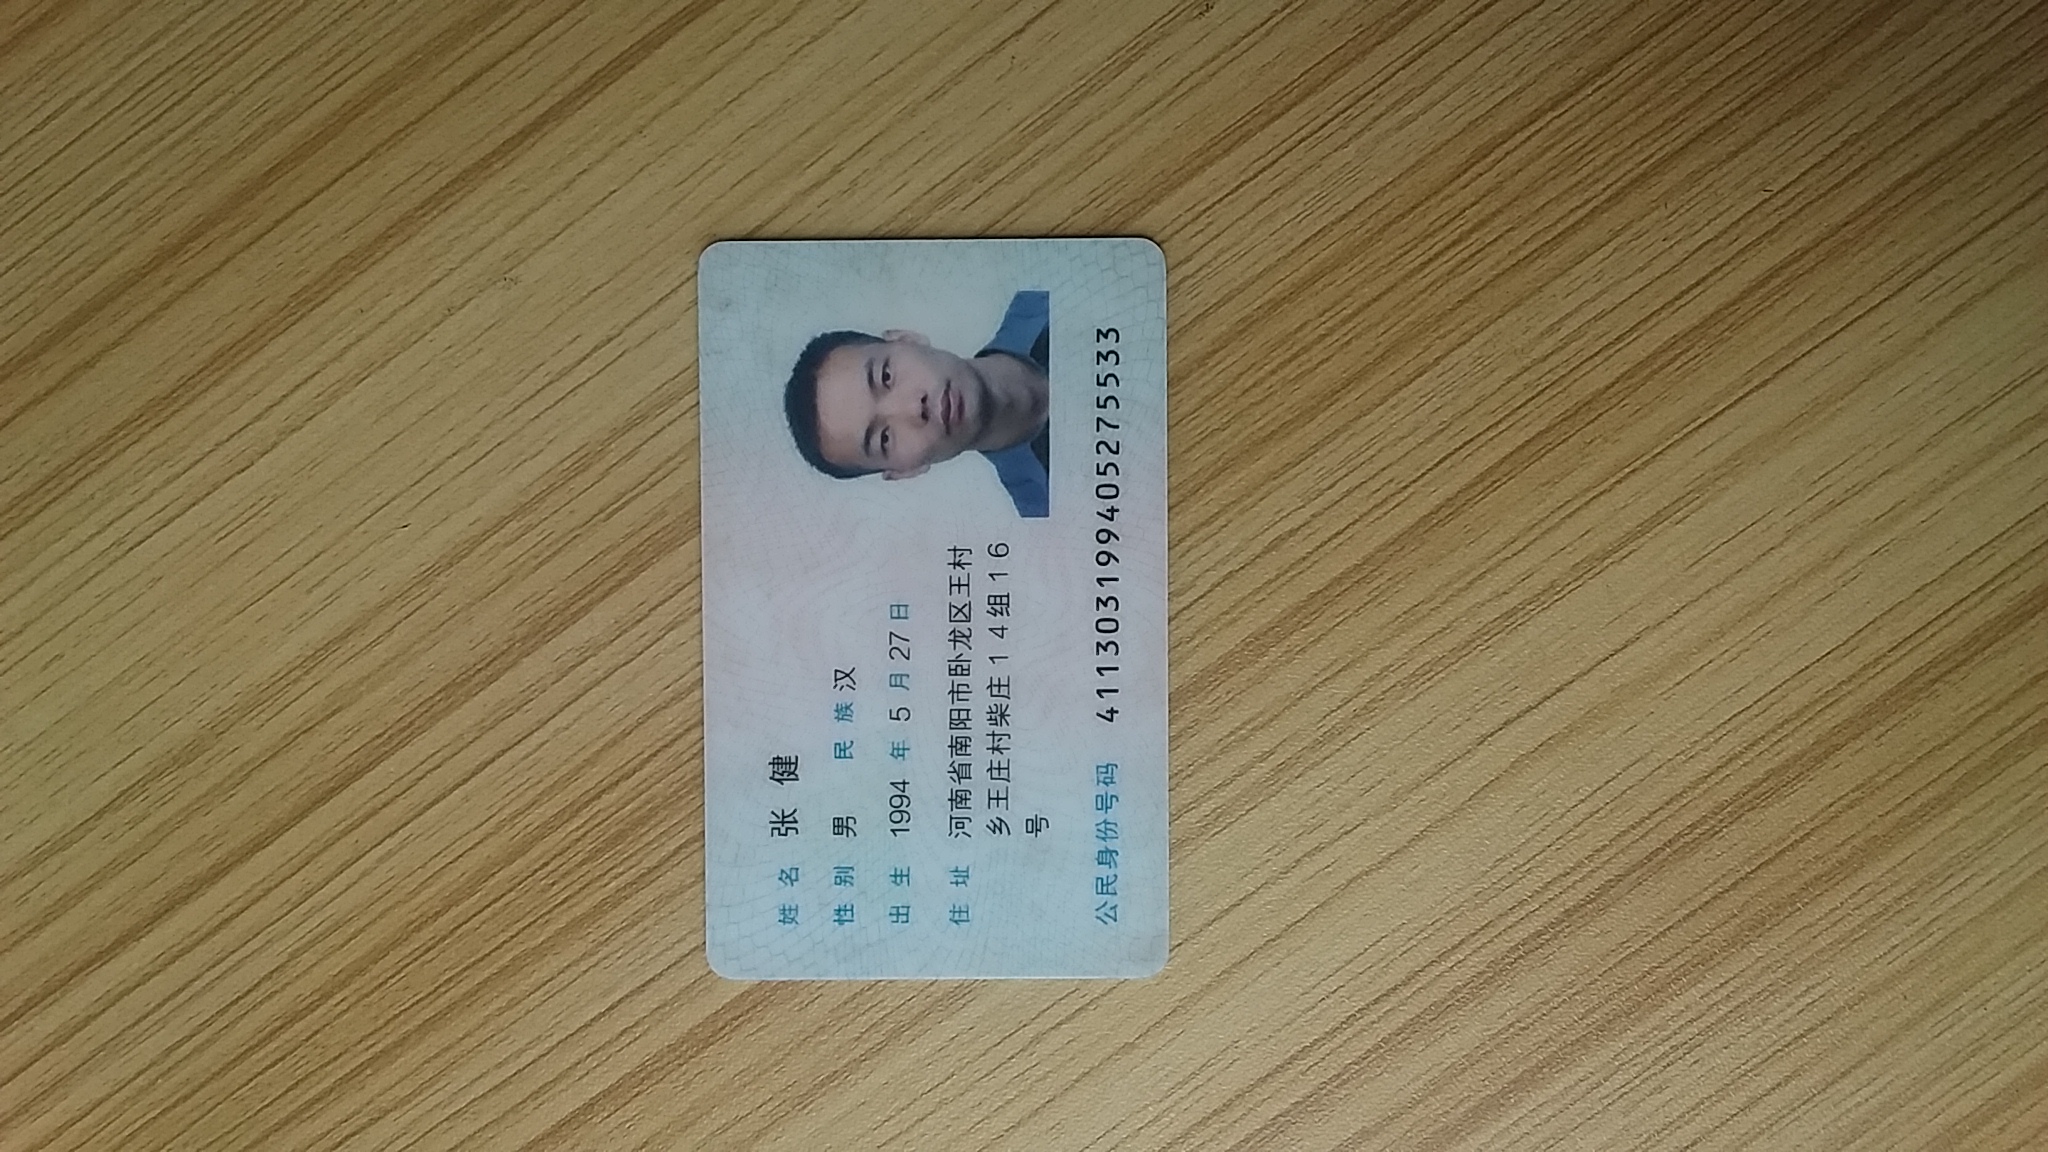 姓名 张健
性别 男 民族 汉
出生 1994 年 5 月 27 日
住址 河南省南阳市卧龙区王村
乡王庄村柴庄14组16
号
公民身份号码 411303199405275533